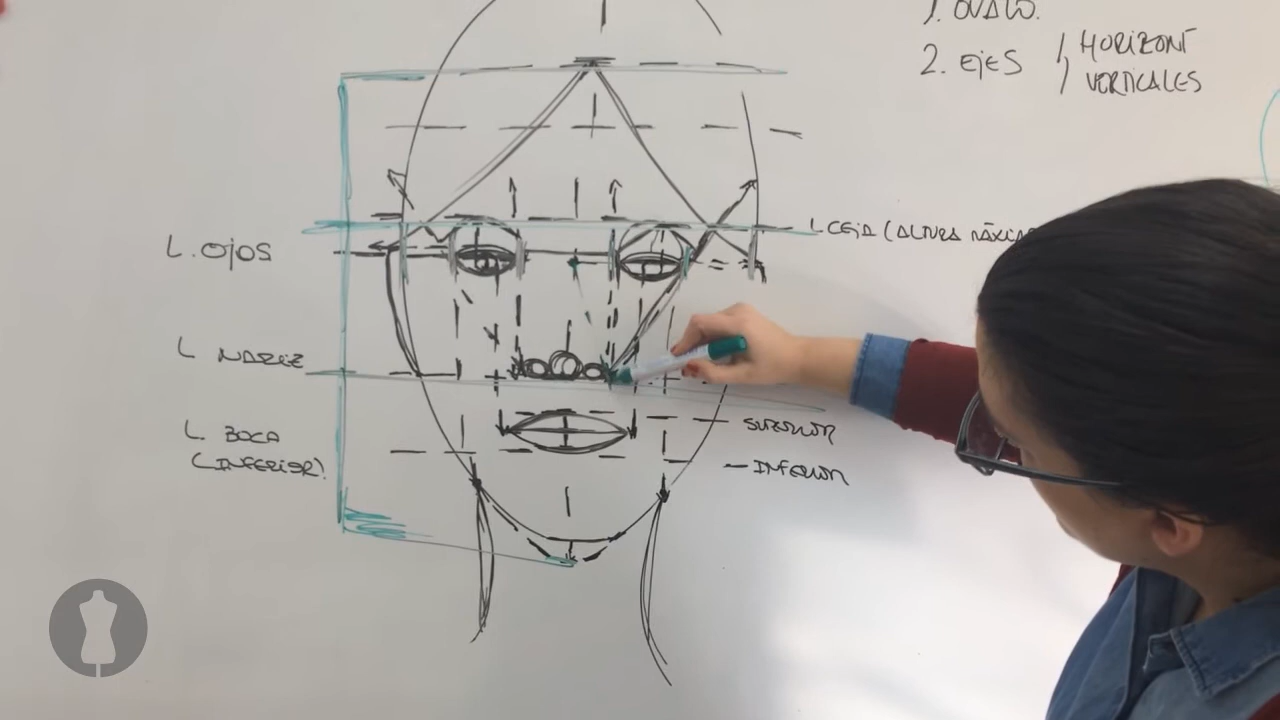 1. OVALO.
2. EJES / HORIZONT
/ VERTICALES
L CEJA (ALTURA MÁXIMA
L. OJOS
L NARIZ
L BOCA
(INFERIOR)
SUPERIOR
INFERIOR